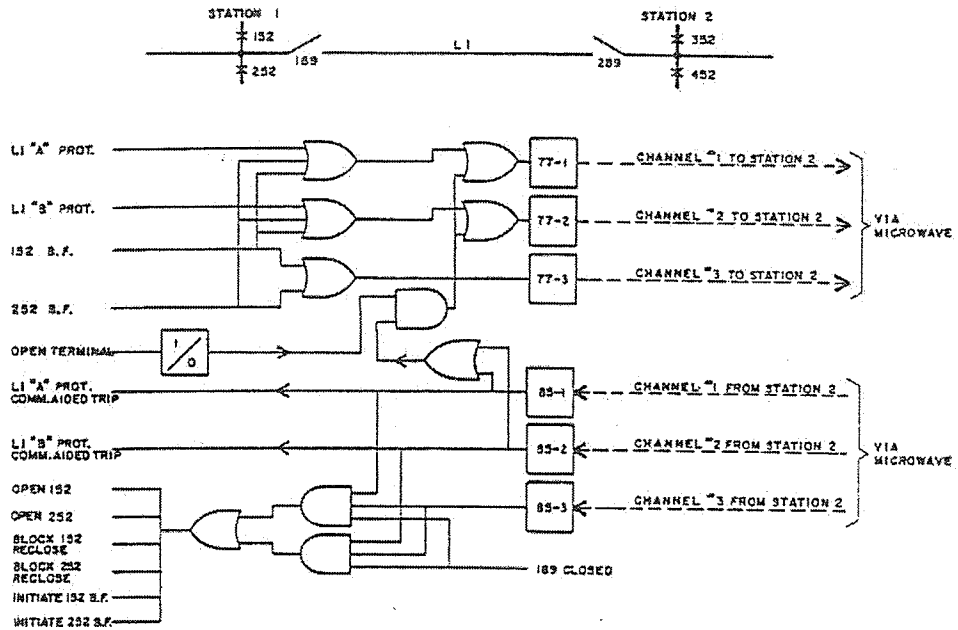 STATION 1
STATION 2
152
352
L1
189
289
252
452
L1 "A" PROT.
77-1
CHANNEL #1 TO STATION 2
L1 "B" PROT.
77-2
CHANNEL #2 TO STATION 2
VIA
MICROWAVE
152 B.F.
77-3
CHANNEL #3 TO STATION 2
252 B.F.
OPEN TERMINAL
1
0
L1 "A" PROT.
COMM.AIDED TRIP
85-1
CHANNEL #1 FROM STATION 2
L1 "B" PROT.
COMM.AIDED TRIP
85-2
CHANNEL #2 FROM STATION 2
VIA
MICROWAVE
OPEN 152
85-3
CHANNEL #3 FROM STATION 2
OPEN 252
BLOCK 152
RECLOSE
BLOCK 252
RECLOSE
189 CLOSED
INITIATE 152 B.F.
INITIATE 252 B.F.